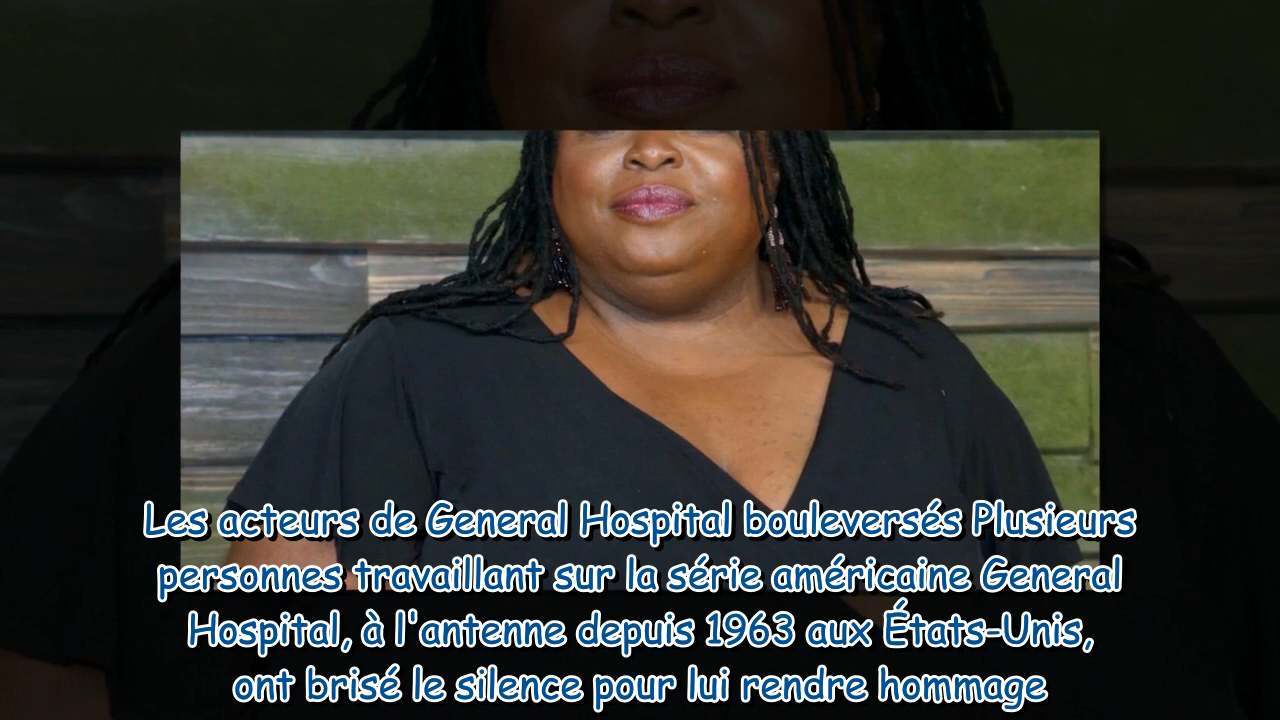 Les acteurs de General Hospital bouleversés Plusieurs
personnes travaillant sur la série américaine General
Hospital, à l'antenne depuis 1963 aux États-Unis,
ont brisé le silence pour lui rendre hommage